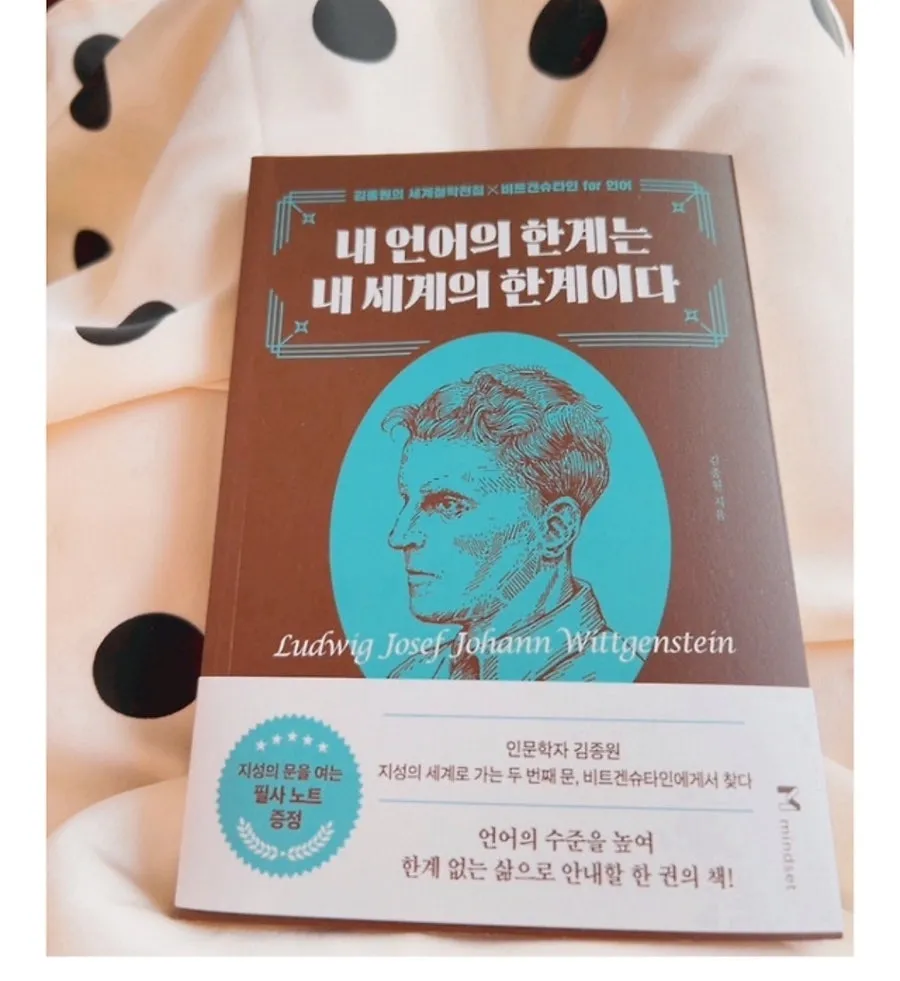 김종원의 세계철학전집×비트겐슈타인 for 언어
내 언어의 한계는
내 세계의 한계이다
김종원 지음
Ludwig Josef Johann Wittgenstein
지성의 문을 여는
필사 노트
증정
인문학자 김종원
지성의 세계로 가는 두 번째 문, 비트겐슈타인에게서 찾다
언어의 수준을 높여
한계 없는 삶으로 안내할 한 권의 책!
mindset